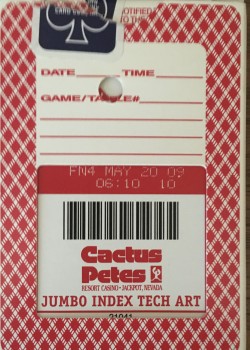 DATE TIME
GAME/TABLE#
FN4 MAY 20 09
06:10 10
Cactus
Petes
RESORT CASINO - JACKPOT, NEVADA
JUMBO INDEX TECH ART